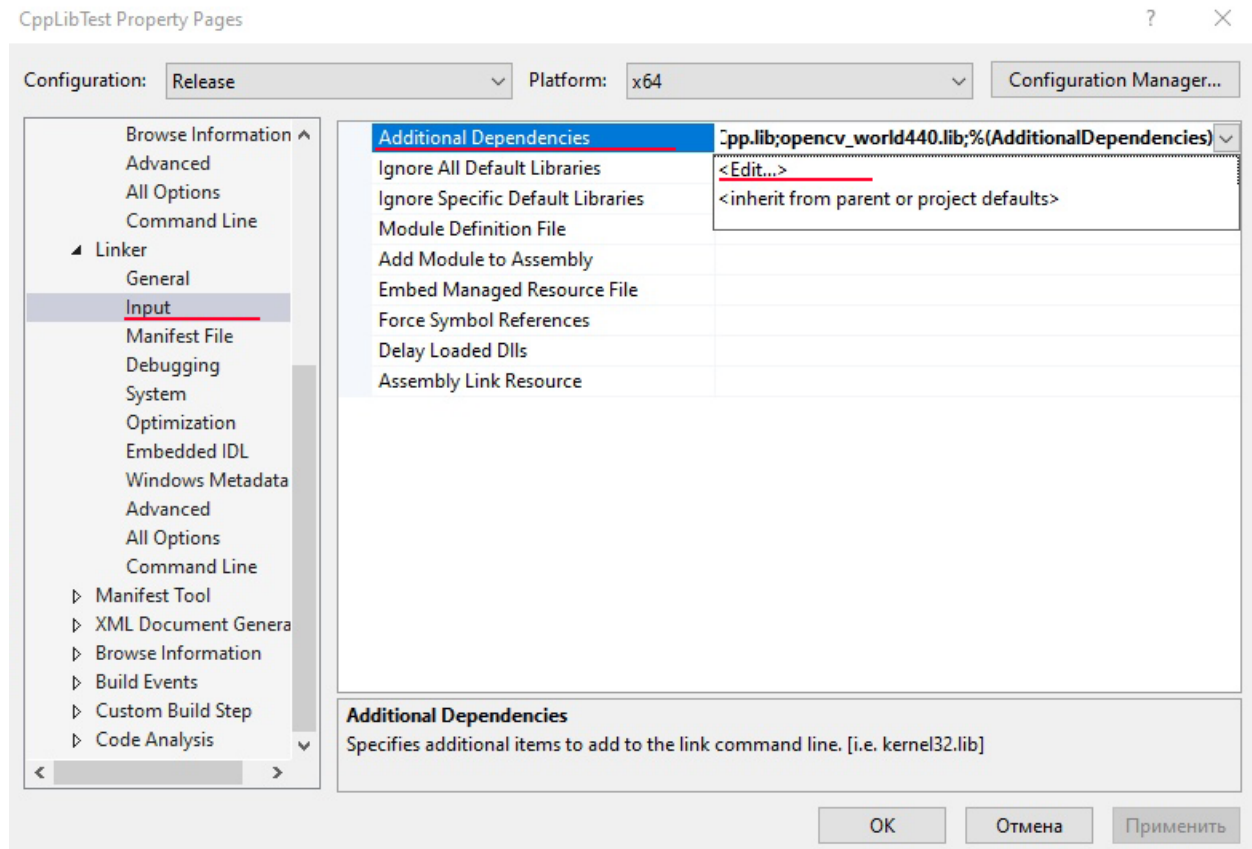 CppLibTest Property Pages
Configuration: Release Platform: x64 Configuration Manager...
Browse Information
Advanced
All Options
Command Line
Linker
General
Input
Manifest File
Debugging
System
Optimization
Embedded IDL
Windows Metadata
Advanced
All Options
Command Line
Manifest Tool
XML Document Genera
Browse Information
Build Events
Custom Build Step
Code Analysis
Additional Dependencies pp.lib;opencv_world440.lib;%(AdditionalDependencies)
<Edit...>
Ignore All Default Libraries
<inherit from parent or project defaults>
Ignore Specific Default Libraries
Module Definition File
Add Module to Assembly
Embed Managed Resource File
Force Symbol References
Delay Loaded Dlls
Assembly Link Resource
Additional Dependencies
Specifies additional items to add to the link command line. [i.e. kernel32.lib]
OK Отмена Применить